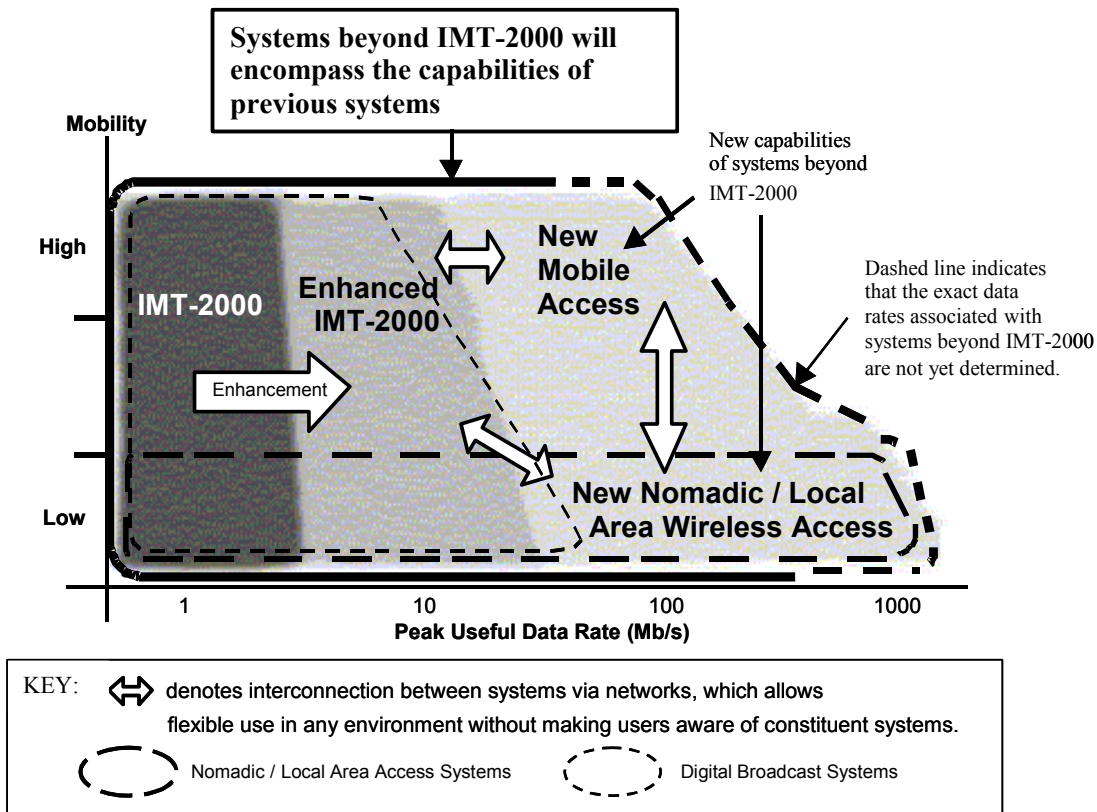 Systems beyond IMT-2000 will
encompass the capabilities of
previous systems
Mobility
New capabilities
of systems beyond
IMT-2000
High
New
Mobile
Access
Dashed line indicates
that the exact data
rates associated with
systems beyond IMT-2000
are not yet determined.
IMT-2000
Enhanced
IMT-2000
Enhancement
Low
New Nomadic / Local
Area Wireless Access
1 10 100 1000
Peak Useful Data Rate (Mb/s)
KEY: denotes interconnection between systems via networks, which allows
flexible use in any environment without making users aware of constituent systems.
Nomadic / Local Area Access Systems Digital Broadcast Systems